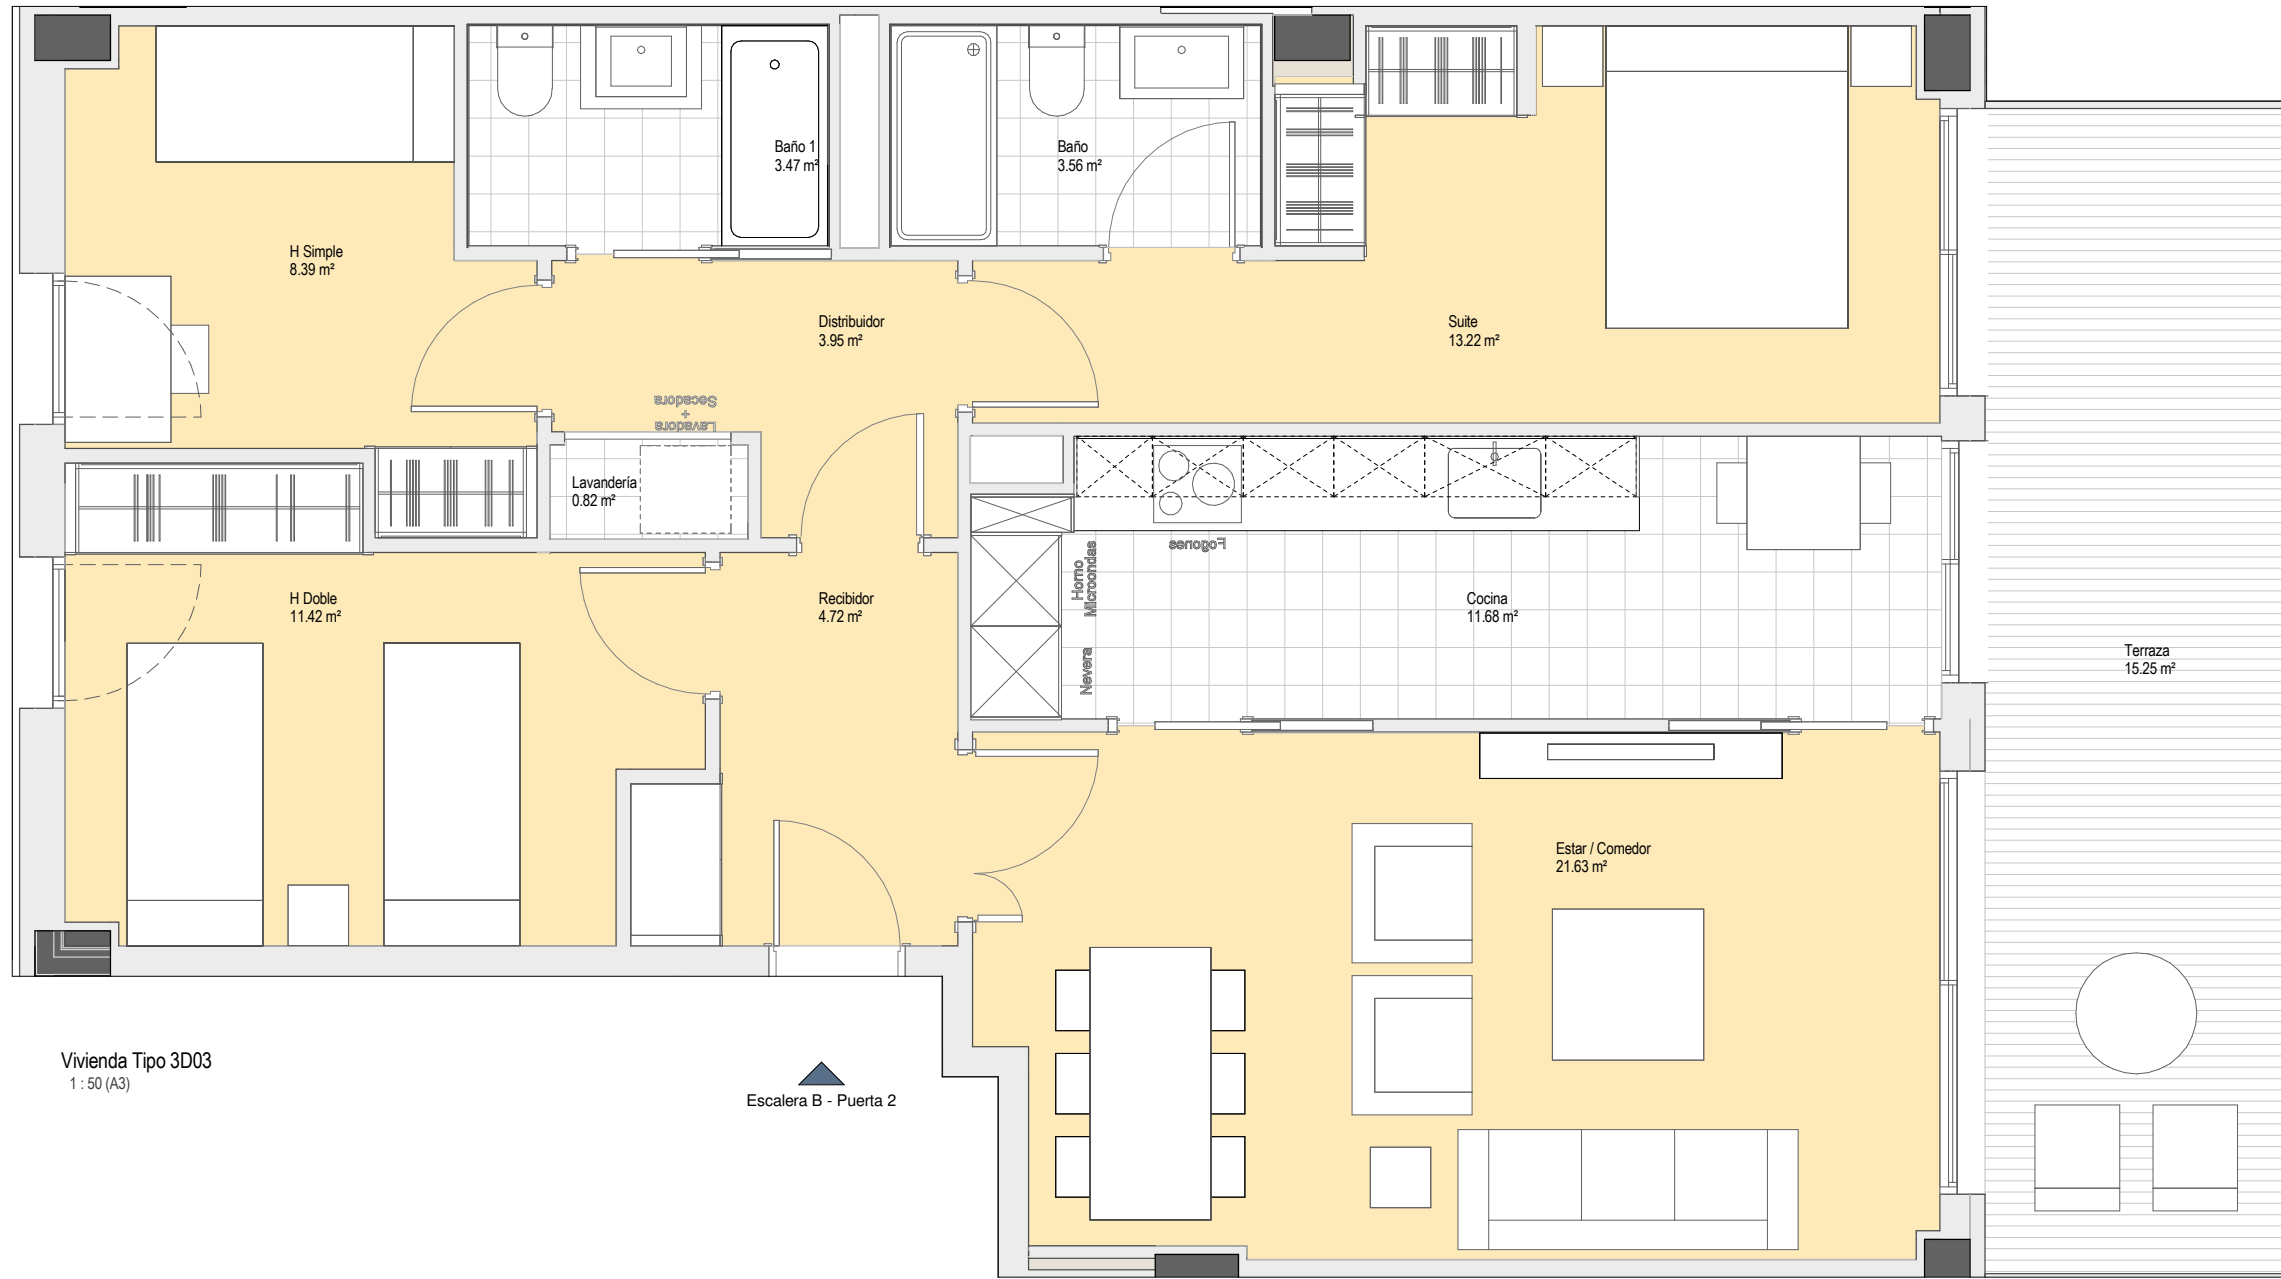 Baño 1
3.47 m²
Baño
3.56 m²
H Simple
8.39 m²
Distribuidor
3.95 m²
Suite
13.22 m²
Lavadora
+
Secadora
Lavandería
0.82 m²
Fogones
Horno
Microondas
Nevera
H Doble
11.42 m²
Recibidor
4.72 m²
Cocina
11.68 m²
Terraza
15.25 m²
Estar / Comedor
21.63 m²
Vivienda Tipo 3D03
1 : 50 (A3)
Escalera B - Puerta 2